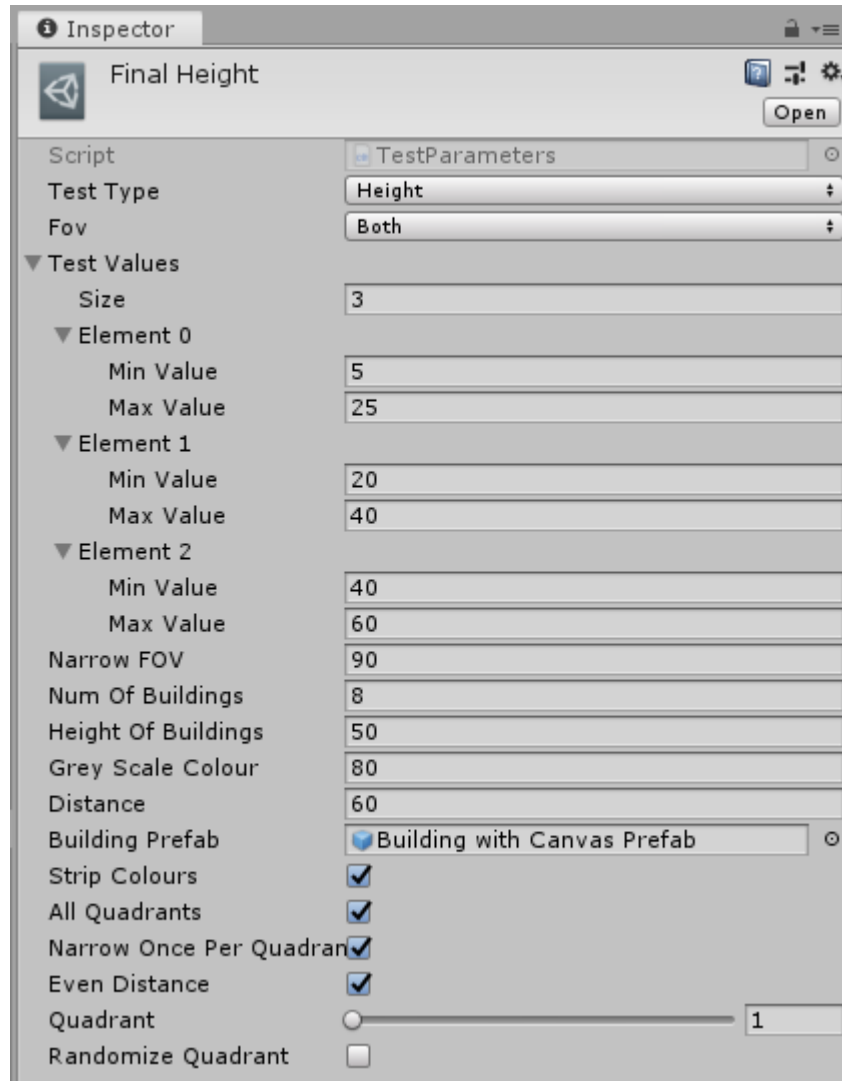 Inspector
Final Height
Open
Script TestParameters
Test Type Height
Fov Both
Test Values
Size 3
Element 0
Min Value 5
Max Value 25
Element 1
Min Value 20
Max Value 40
Element 2
Min Value 40
Max Value 60
Narrow FOV 90
Num Of Buildings 8
Height Of Buildings 50
Grey Scale Colour 80
Distance 60
Building Prefab Building with Canvas Prefab
Strip Colours
All Quadrants
Narrow Once Per Quadran
Even Distance
Quadrant 1
Randomize Quadrant